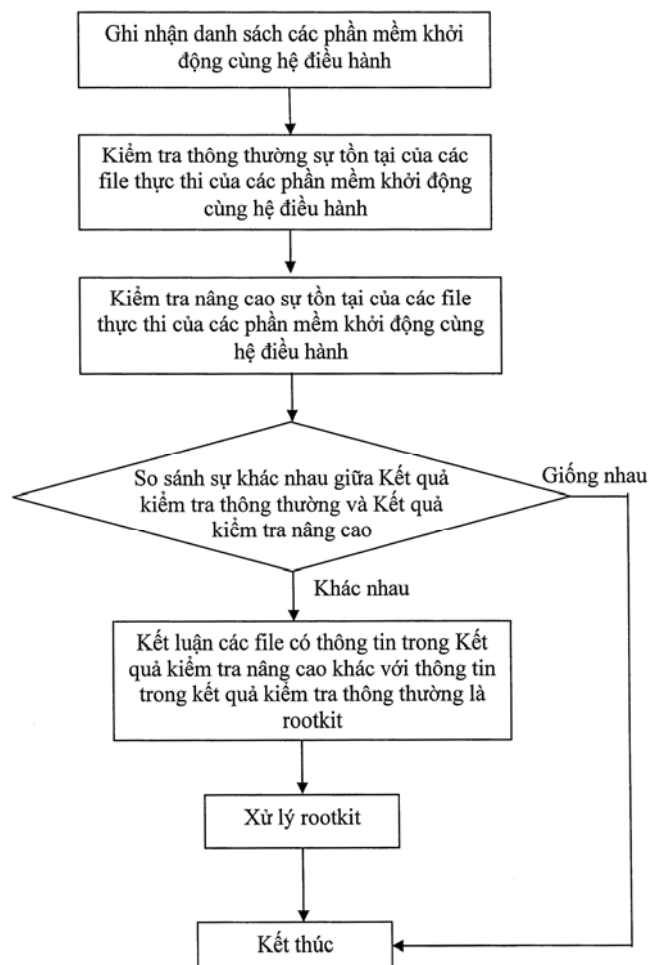 Ghi nhận danh sách các phần mềm khởi
động cùng hệ điều hành
Kiểm tra thông thường sự tồn tại của các
file thực thi của các phần mềm khởi động
cùng hệ điều hành
Kiểm tra nâng cao sự tồn tại của các file
thực thi của các phần mềm khởi động cùng
hệ điều hành
So sánh sự khác nhau giữa Kết quả
kiểm tra thông thường và Kết quả
kiểm tra nâng cao
Giống nhau
Khác nhau
Kết luận các file có thông tin trong Kết
quả kiểm tra nâng cao khác với thông tin
trong kết quả kiểm tra thông thường là
rootkit
Xử lý rootkit
Kết thúc